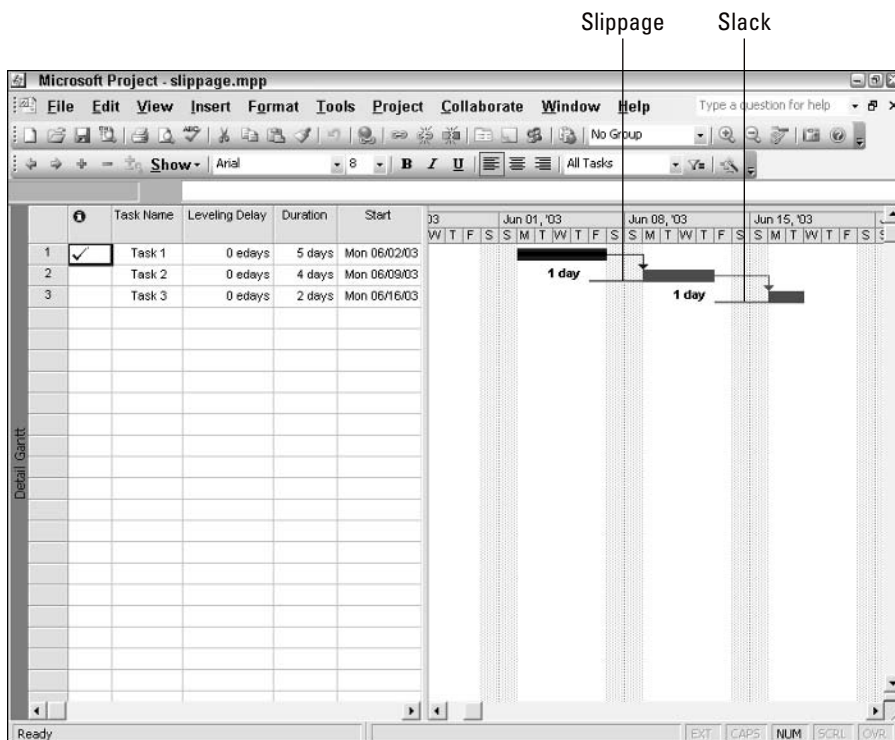 Slippage Slack
Microsoft Project - slippage.mpp
File Edit View Insert Format Tools Project Collaborate Window Help Type a question for help
No Group
Show Arial 8 B I U All Tasks
Task Name Leveling Delay Duration Start 03 Jun 01, '03 Jun 08, '03 Jun 15, '03
W T F S S M T W T F S S M T W T F S S M T W T F S S
1 Task 1 0 edays 5 days Mon 06/02/03
2 Task 2 0 edays 4 days Mon 06/09/03 1 day
3 Task 3 0 edays 2 days Mon 06/16/03 1 day
Detail Gantt
Ready EXT CAPS NUM SCRL OVR